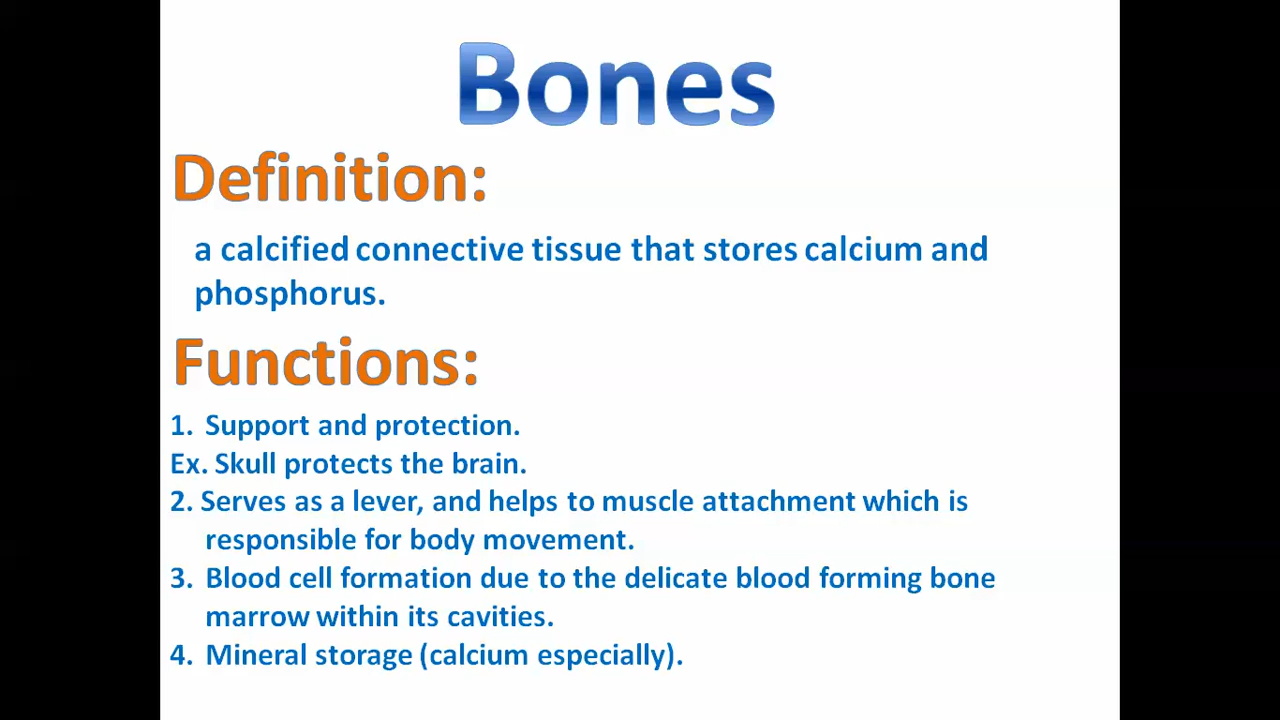 Bones
Definition:
a calcified connective tissue that stores calcium and
phosphorus.
Functions:
1. Support and protection.
Ex. Skull protects the brain.
2. Serves as a lever, and helps to muscle attachment which is
responsible for body movement.
3. Blood cell formation due to the delicate blood forming bone
marrow within its cavities.
4. Mineral storage (calcium especially).